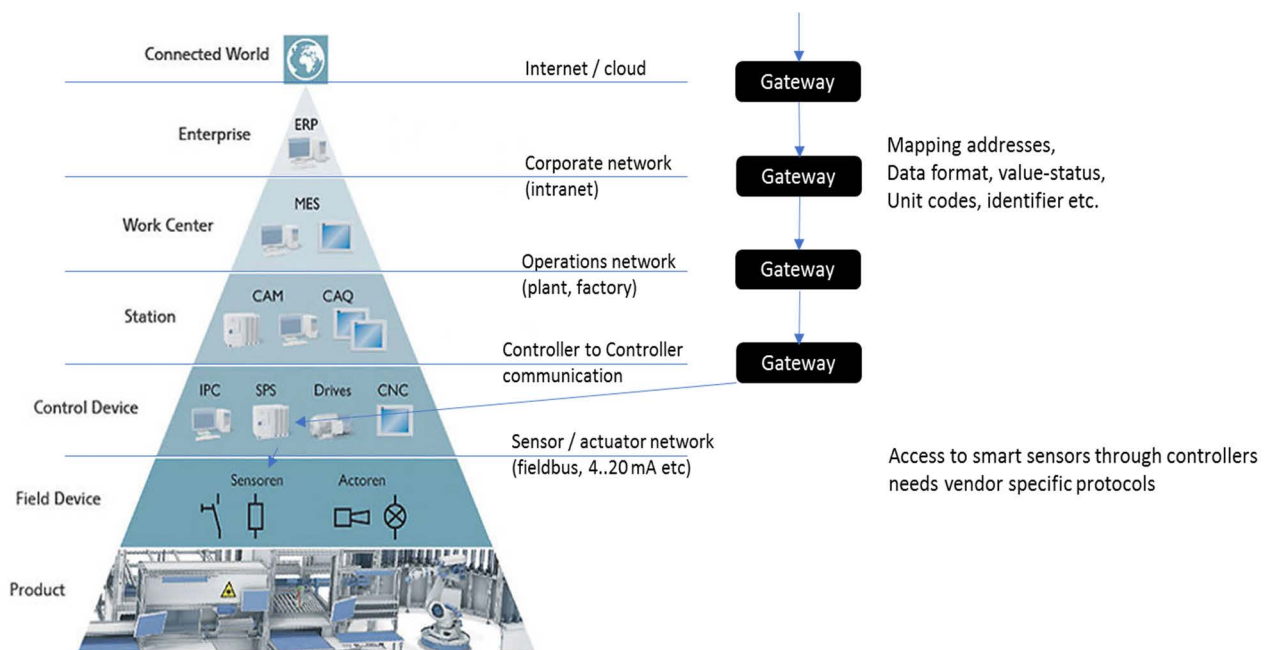 Connected World
Internet / cloud
Gateway
ERP
Enterprise
Corporate network
(intranet)
Gateway
Mapping addresses,
Data format, value-status,
Unit codes, identifier etc.
MES
Work Center
Operations network
(plant, factory)
Gateway
CAM CAQ
Station
Controller to Controller
communication
Gateway
IPC SPS Drives CNC
Control Device
Sensor / actuator network
(fieldbus, 4..20 mA etc)
Access to smart sensors through controllers
needs vendor specific protocols
Sensoren Actoren
Field Device
Product